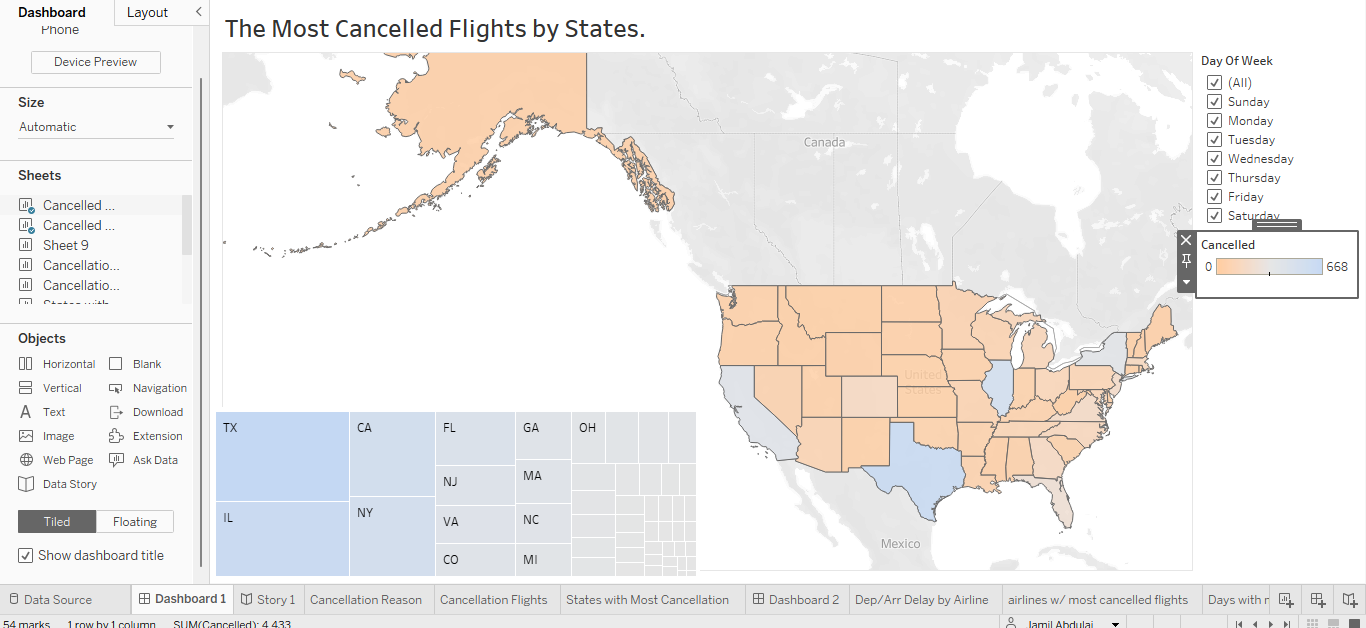 Dashboard
Layout
Phone
Device Preview
Size
Automatic
Sheets
Cancelled ...
Cancelled ...
Sheet 9
Cancellatio...
Cancellatio...
Objects
Horizontal Blank
Vertical Navigation
Text Download
Image Extension
Web Page Ask Data
Data Story
Tiled Floating
Show dashboard title
The Most Cancelled Flights by States.
Canada
United
States
Mexico
TX
CA
FL
GA
OH
NJ
MA
IL
NY
VA
NC
CO
MI
Day Of Week
(All)
Sunday
Monday
Tuesday
Wednesday
Thursday
Friday
Saturday
Cancelled
0 668
Data Source Dashboard 1 Story 1 Cancellation Reason Cancellation Flights States with Most Cancellation Dashboard 2 Dep/Arr Delay by Airline airlines w/ most cancelled flights Days with
54 marks 1 row by 1 column SUM(Cancelled): 4,433 Jamil Abdulai